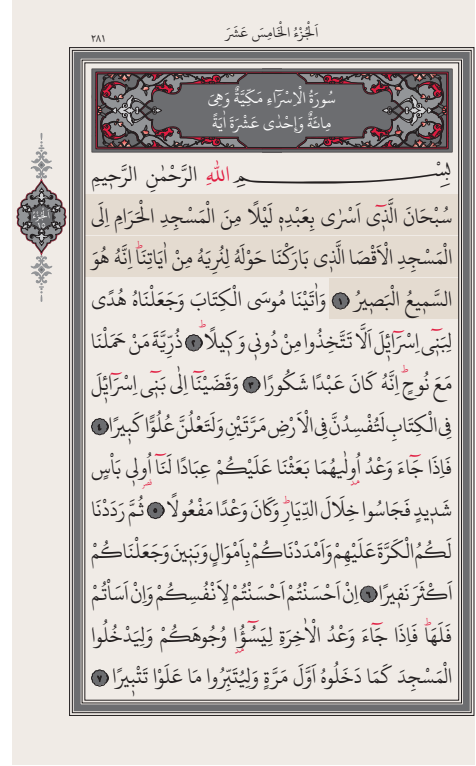 اَلْجُزْءُ الْخَامِسَ عَشَرَ
٢٨١
سُورَةُ الْاِسْرَٓاءِ مَكِّيَّةٌ وَهِىَ
مِائَةٌ وَاِحْدٰى عَشْرَةَ اٰيَةً
بِسْمِ اللّٰهِ الرَّحْمٰنِ الرَّحٖيمِ
سُبْحَانَ الَّذٖٓى اَسْرٰى بِعَبْدِهٖ لَيْلًا مِنَ الْمَسْجِدِ الْحَرَامِ اِلَى
الْمَسْجِدِ الْاَقْصَا الَّذٖى بَارَكْنَا حَوْلَهُ لِنُرِيَهُ مِنْ اٰيَاتِنَاؕ اِنَّهُ هُوَ
السَّمٖيعُ الْبَصٖيرُ ﴿١﴾ وَاٰتَيْنَا مُوسَى الْكِتَابَ وَجَعَلْنَاهُ هُدًى
لِبَنٖٓى اِسْرَٓائٖلَ اَلَّا تَتَّخِذُوا مِنْ دُونٖى وَكٖيلًاؕ ﴿٢﴾ ذُرِّيَّةَ مَنْ حَمَلْنَا
مَعَ نُوحٍؕ اِنَّهُ كَانَ عَبْدًا شَكُورًا ﴿٣﴾ وَقَضَيْنَٓا اِلٰى بَنٖٓى اِسْرَٓائٖلَ
فِى الْكِتَابِ لَتُفْسِدُنَّ فِى الْاَرْضِ مَرَّتَيْنِ وَلَتَعْلُنَّ عُلُوًّا كَبٖيرًا ﴿٤﴾
فَاِذَا جَٓاءَ وَعْدُ اُو۫لٰيهُمَا بَعَثْنَا عَلَيْكُمْ عِبَادًا لَنَٓا اُو۬لٖى بَاْسٍ
شَدٖيدٍ فَجَاسُوا خِلَالَ الدِّيَارِؕ وَكَانَ وَعْدًا مَفْعُولًا ﴿٥﴾ ثُمَّ رَدَدْنَا
لَكُمُ الْكَرَّةَ عَلَيْهِمْ وَاَمْدَدْنَاكُمْ بِاَمْوَالٍ وَبَنٖينَ وَجَعَلْنَاكُمْ
اَكْثَرَ نَفٖيرًا ﴿٦﴾ اِنْ اَحْسَنْتُمْ اَحْسَنْتُمْ لِاَنْفُسِكُمْ وَاِنْ اَسَاْتُمْ
فَلَهَاؕ فَاِذَا جَٓاءَ وَعْدُ الْاٰخِرَةِ لِيَسُٓؤُ۫ا وُجُوهَكُمْ وَلِيَدْخُلُوا
الْمَسْجِدَ كَمَا دَخَلُوهُ اَوَّلَ مَرَّةٍ وَلِيُتَبِّرُوا مَا عَلَوْا تَتْبٖيرًا ﴿٧﴾